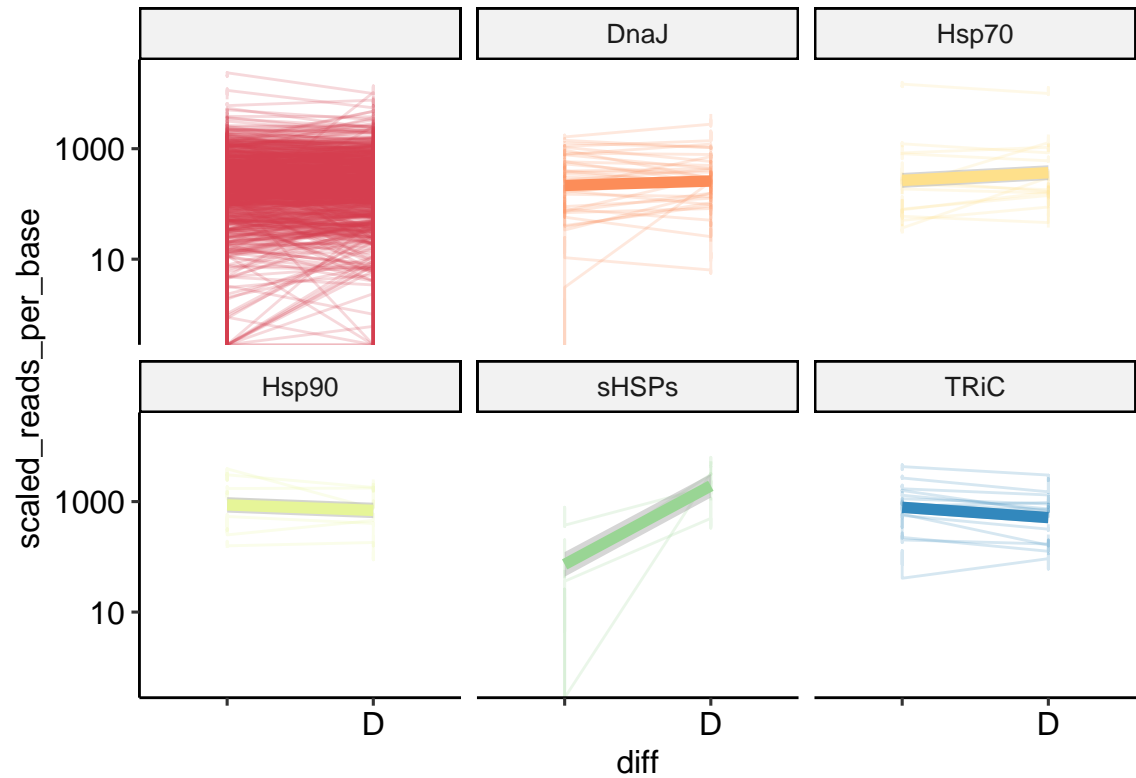 DnaJ
Hsp70
1000
10
Hsp90
sHSPs
TRiC
1000
10
scaled_reads_per_base
D
D
D
diff